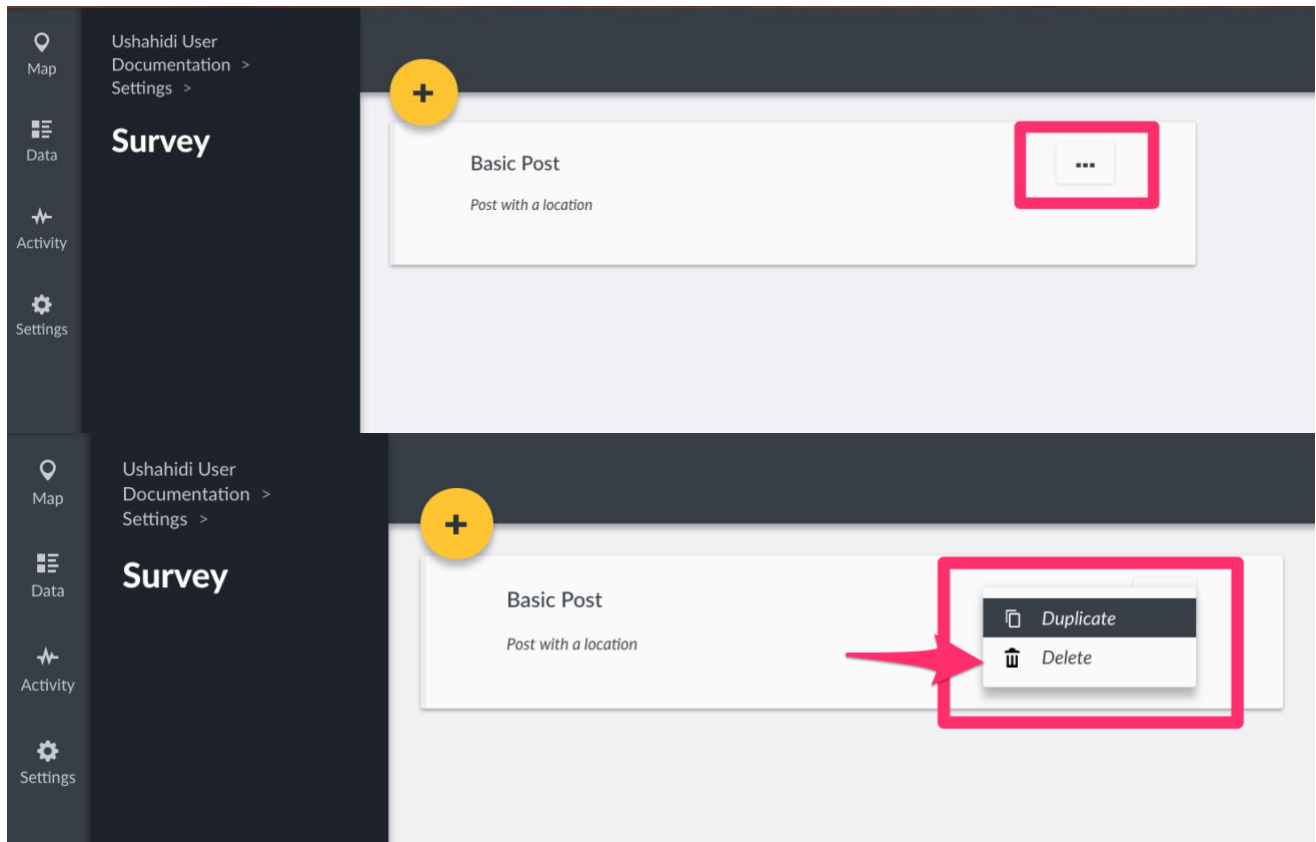 Map
Data
Activity
Settings
Ushahidi User
Documentation >
Settings >
Survey
+
Basic Post
...
Post with a location
Map
Data
Activity
Settings
Ushahidi User
Documentation >
Settings >
Survey
+
Basic Post
Post with a location
Duplicate
Delete